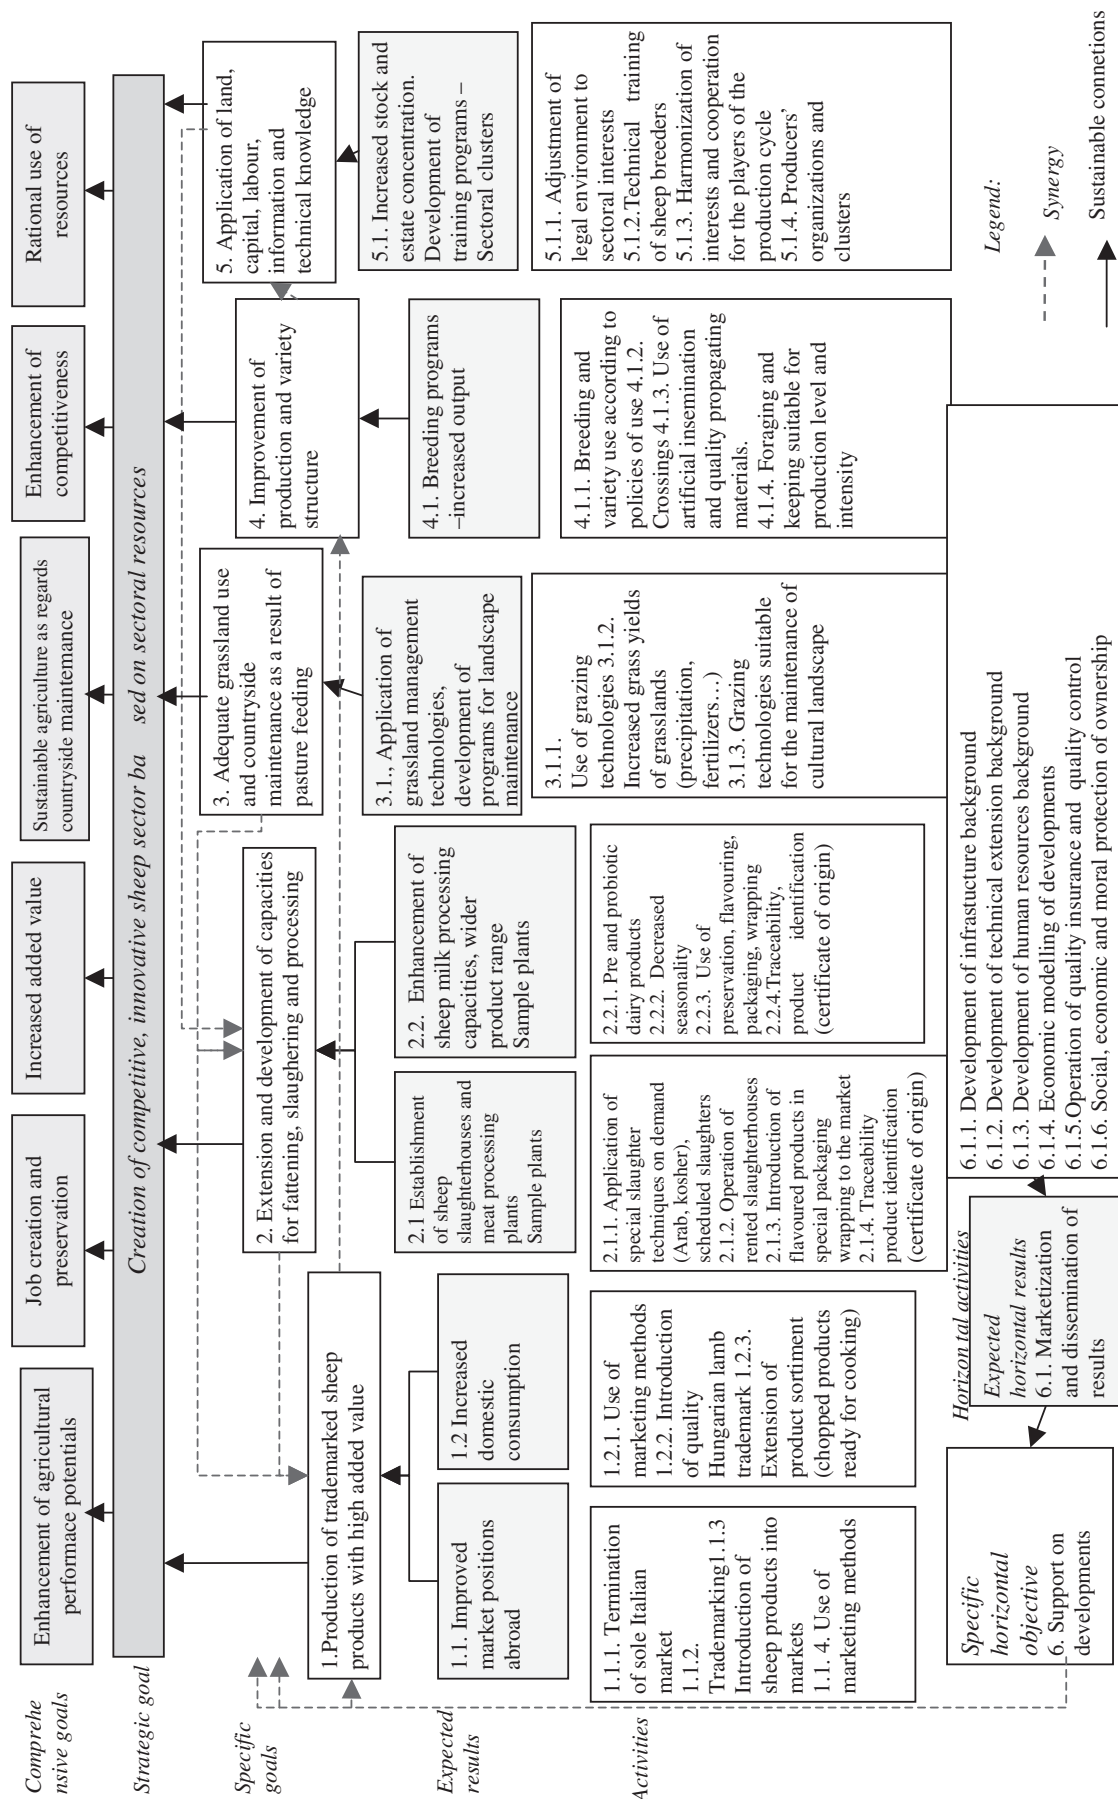 Comprehe
nsive goals
Enhancement of agricultural
performace potentials
Job creation and
preservation
Increased added value
Sustainable agriculture as regards
countryside maintenance
Enhancement of
competitiveness
Rational use of
resources
Strategic goal
Creation of competitive, innovative sheep sector ba sed on sectoral resources
Specific
goals
1.Production of trademarked sheep
products with high added value
2. Extension and development of capacities
for fattening, slaughering and processing
3. Adequate grassland use
and countryside
maintenance as a result of
pasture feeding
4. Improvement of
production and variety
structure
5. Application of land,
capital, labour,
information and
technical knowledge
Expected
results
1.1. Improved
market positions
abroad
1.2 Increased
domestic
consumption
2.1 Establishment
of sheep
slaughterhouses and
meat processing
plants
Sample plants
2.2. Enhancement of
sheep milk processing
capacities, wider
product range
Sample plants
3.1., Application of
grassland management
technologies,
development of
programs for landscape
maintenance
4.1. Breeding programs
–increased output
5.1. Increased stock and
estate concentration.
Development of
training programs –
Sectoral clusters
Activities
1.1.1. Termination
of sole Italian
market
1.1.2.
Trademarking1.1.3
Introduction of
sheep products into
markets
1.1.4. Use of
marketing methods
1.2.1. Use of
marketing methods
1.2.2. Introduction
of quality
Hungarian lamb
trademark 1.2.3.
Extension of
product sortiment
(chopped products
ready for cooking)
2.1.1. Application of
special slaughter
techniques on demand
(Arab, kosher),
scheduled slaughters
2.1.2. Operation of
rented slaughterhouses
2.1.3. Introduction of
flavoured products in
special packaging
wrapping to the market
2.1.4. Traceability
product identification
(certificate of origin)
2.2.1. Pre and probiotic
dairy products
2.2.2. Decreased
seasonality
2.2.3. Use of
preservation, flavouring,
packaging, wrapping
2.2.4.Traceability,
product identification
(certificate of origin)
3.1.1.
Use of grazing
technologies 3.1.2.
Increased grass yields
of grasslands
(precipitation,
fertilizers…)
3.1.3. Grazing
technologies suitable
for the maintenance of
cultural landscape
4.1.1. Breeding and
variety use according to
policies of use 4.1.2.
Crossings 4.1.3. Use of
artificial insemination
and quality propagating
materials.
4.1.4. Foraging and
keeping suitable for
production level and
intensity
5.1.1. Adjustment of
legal environment to
sectoral interests
5.1.2.Technical training
of sheep breeders
5.1.3. Harmonization of
interests and cooperation
for the players of the
production cycle
5.1.4. Producers’
organizations and
clusters
Specific
horizontal
objective
6. Support on
developments
Horizon tal activities
Expected
horizontal results
6.1. Marketization
and dissemination of
results
6.1.1. Development of infrastucture background
6.1.2. Development of technical extension background
6.1.3. Development of human resources background
6.1.4. Economic modelling of developments
6.1.5.Operation of quality insurance and quality control
6.1.6. Social, economic and moral protection of ownership
Legend:
Synergy
Sustainable connetions